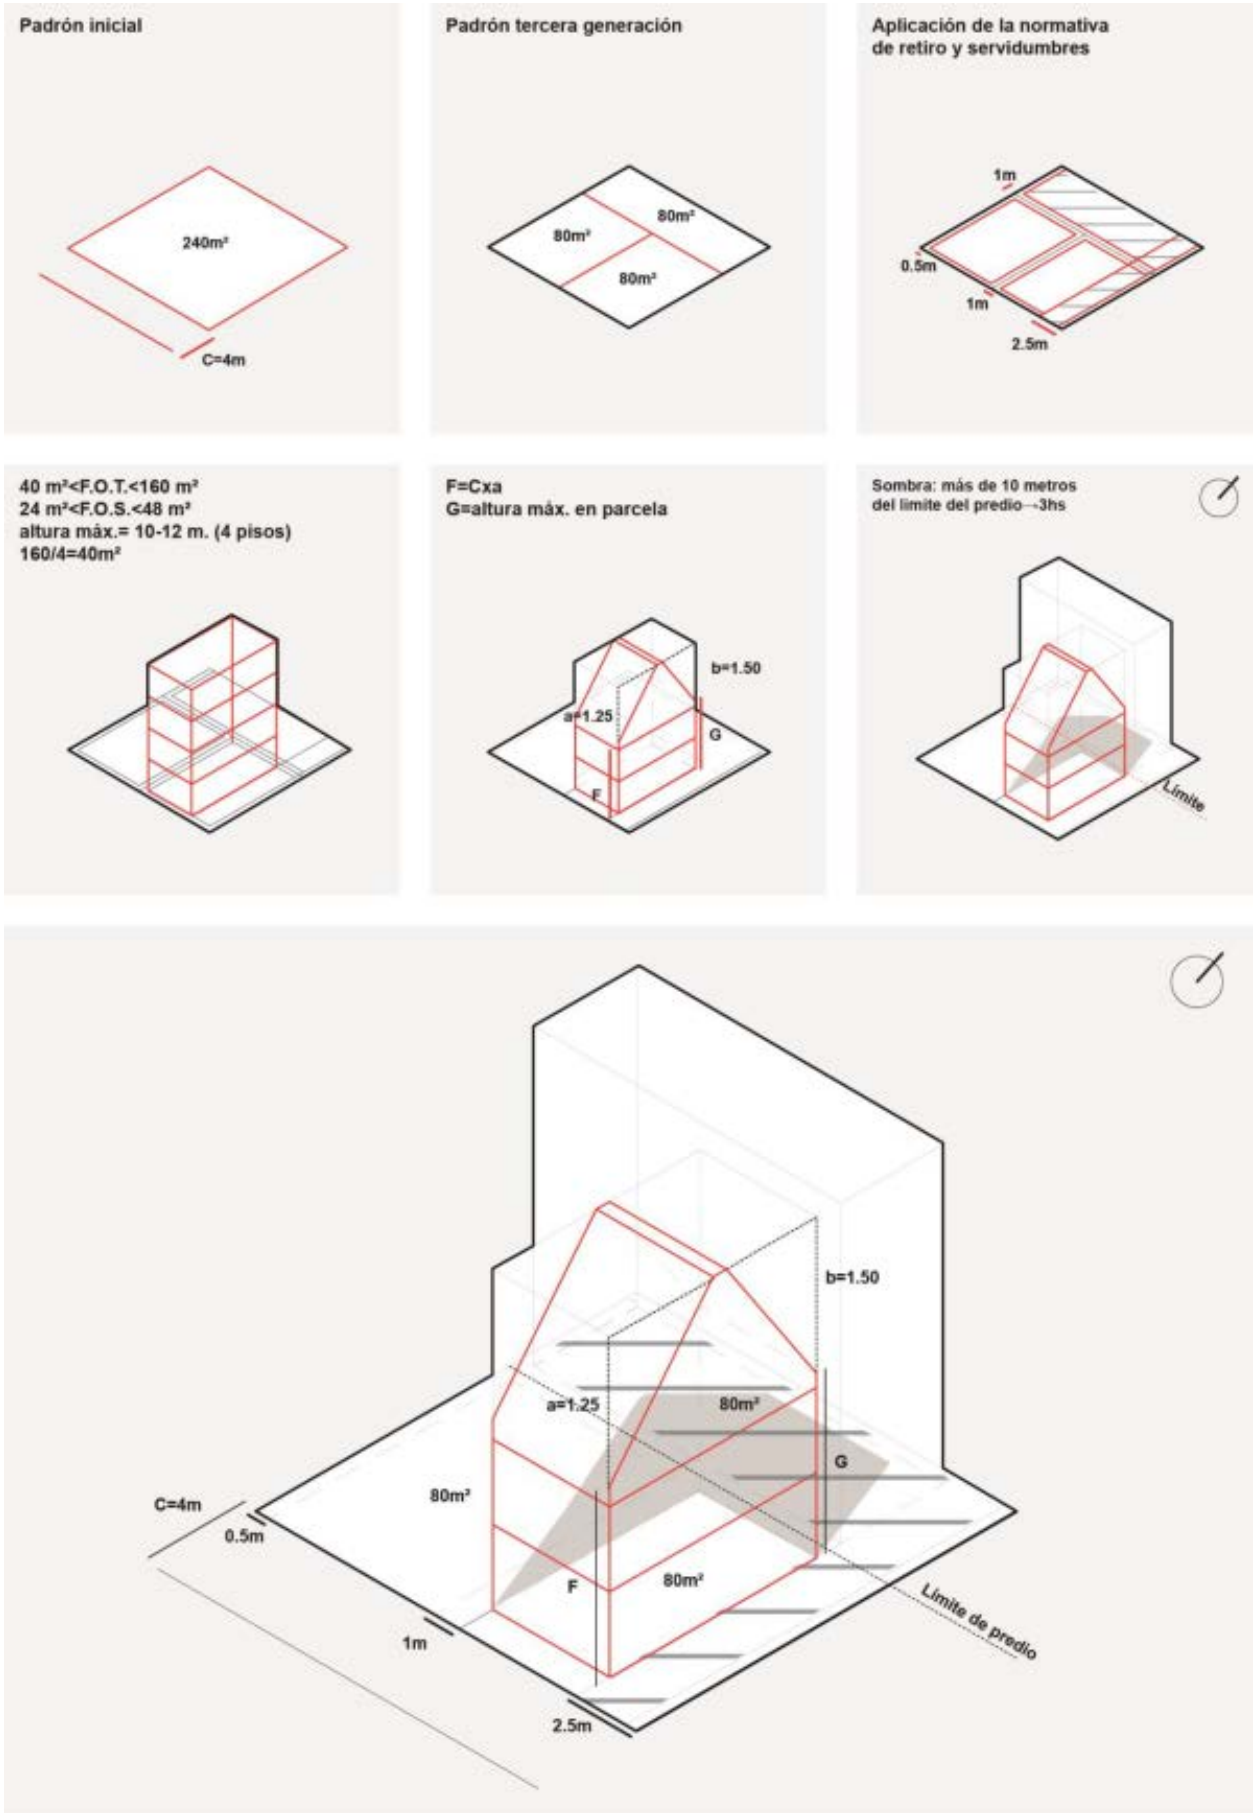 Padrón inicial
240m²
C=4m
Padrón tercera generación
80m²
80m²
80m²
Aplicación de la normativa
de retiro y servidumbres
1m
0.5m
1m
2.5m
40 m²<F.O.T.<160 m²
24 m²<F.O.S.<48 m²
altura máx.= 10-12 m. (4 pisos)
160/4=40m²
F=Cxa
G=altura máx. en parcela
b=1.50
a=1.25
G
F
Sombra: más de 10 metros
del limite del predio→3hs
Límite
b=1.50
a=1.25
80m²
G
80m²
C=4m
0.5m
F
80m²
Límite de predio
1m
2.5m